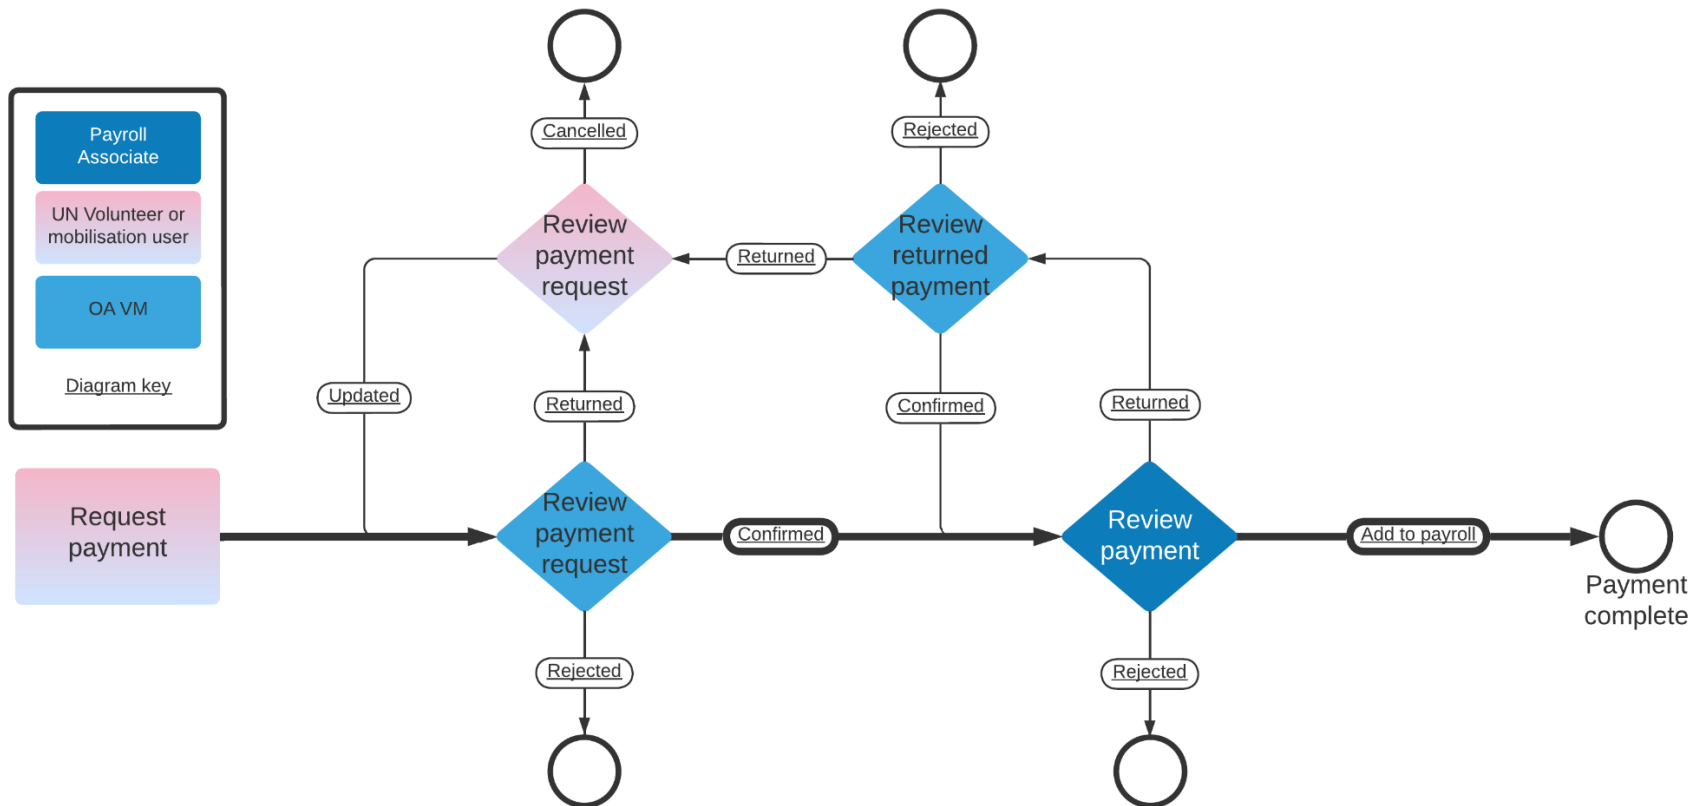 Payroll
Associate
UN Volunteer or
mobilisation user
OA VM
Diagram key
Cancelled
Rejected
Review
payment
request
Returned
Review
returned
payment
Updated
Returned
Confirmed
Returned
Request
payment
Review
payment
request
Confirmed
Review
payment
Add to payroll
Payment
complete
Rejected
Rejected